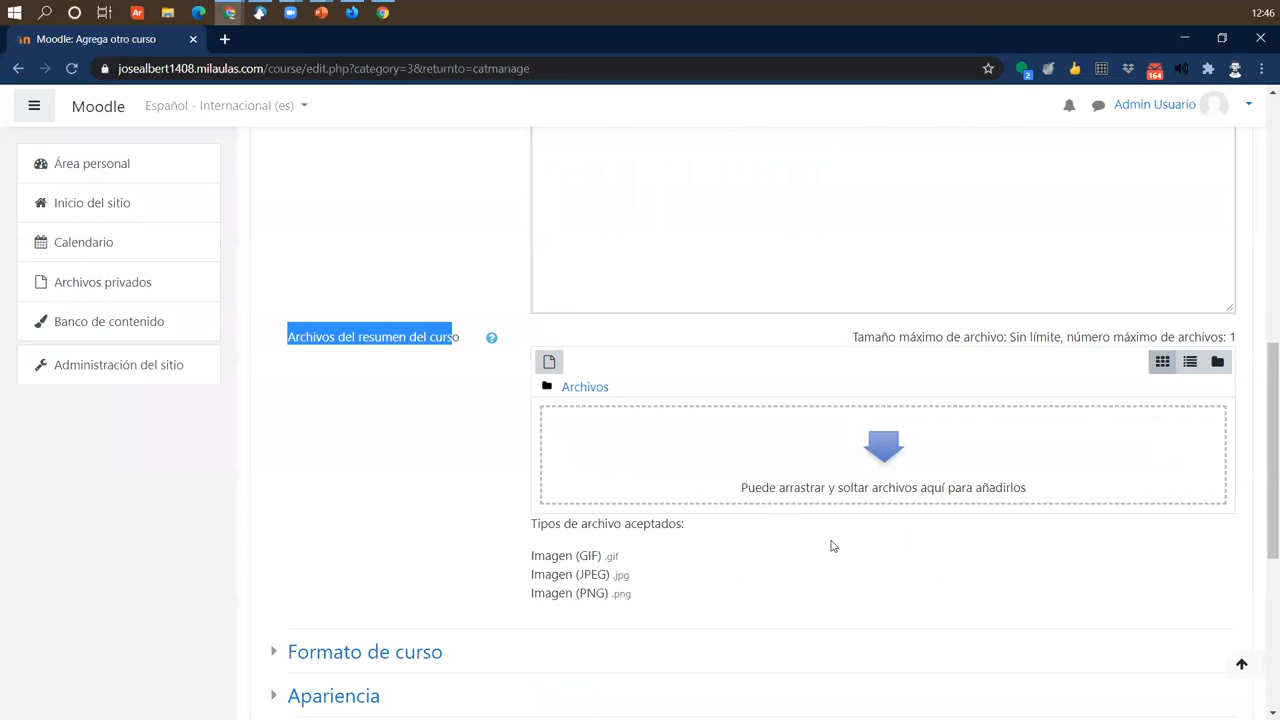 12:46
Moodle: Agrega otro curso
josealbert1408.milaulas.com/course/edit.php?category=3&returnto=catmanage
2
164
Moodle
Español - Internacional (es)
Admin Usuario
Área personal
Inicio del sitio
Calendario
Archivos privados
Banco de contenido
Administración del sitio
Archivos del resumen del curso
Tamaño máximo de archivo: Sin límite, número máximo de archivos: 1
Archivos
Puede arrastrar y soltar archivos aquí para añadirlos
Tipos de archivo aceptados:
Imagen (GIF) .gif
Imagen (JPEG) .jpg
Imagen (PNG) .png
Formato de curso
Apariencia